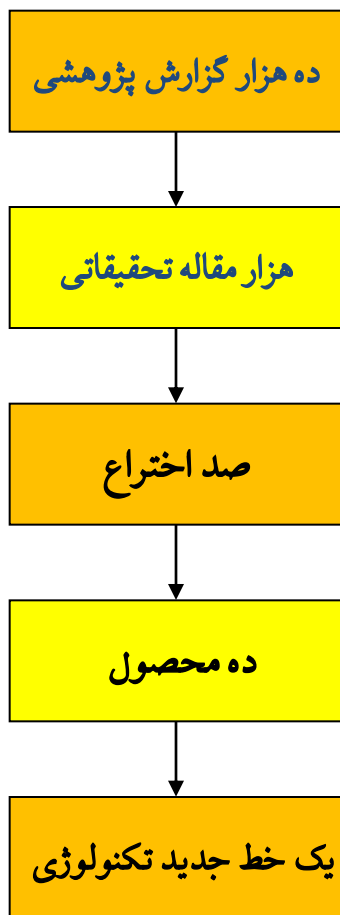 ده هزار گزارش پژوهشی
هزار مقاله تحقیقاتی
صد اختراع
ده محصول
یک خط جدید تکنولوژی